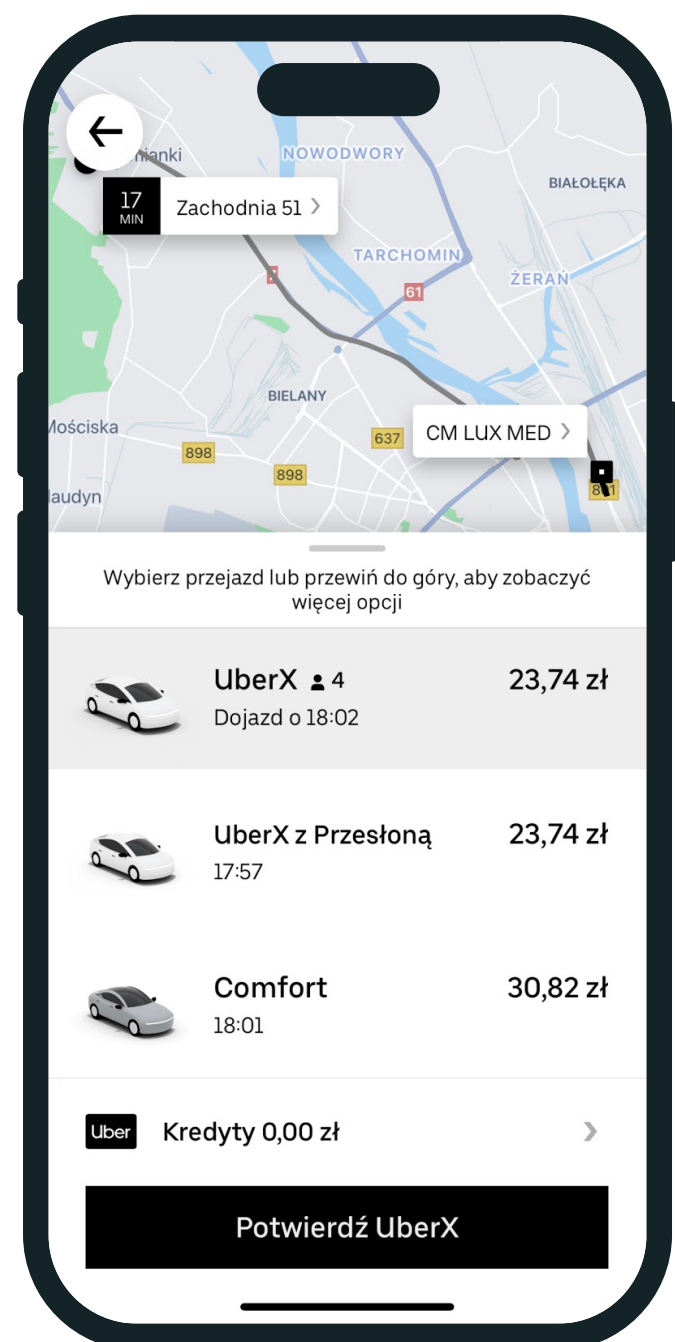 NOWODWORY
BIAŁOŁĘKA
17
MIN
Zachodnia 51
TARCHOMIN
ŻERAŃ
61
BIELANY
Mościska
637
CM LUX MED
898
898
Wybierz przejazd lub przewiń do góry, aby zobaczyć
więcej opcji
UberX 4
23,74 zł
Dojazd o 18:02
UberX z Przesłoną
23,74 zł
17:57
Comfort
30,82 zł
18:01
Uber
Kredyty 0,00 zł
Potwierdź UberX